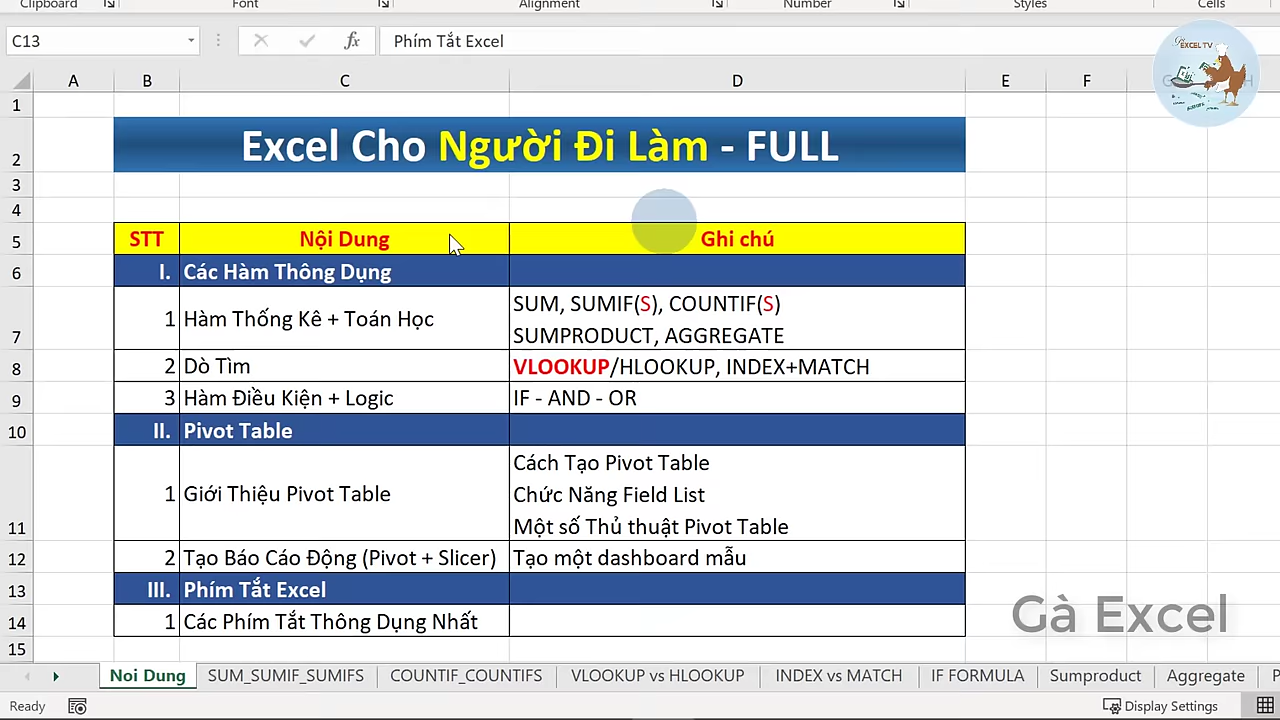 Clipboard Font Alignment Number Styles Cells
C13 fx Phím Tắt Excel
EXCEL TV
A B C D E F
1
2 Excel Cho Người Đi Làm - FULL
3
4
5 STT Nội Dung Ghi chú
6 I. Các Hàm Thông Dụng
7 1 Hàm Thống Kê + Toán Học SUM, SUMIF(S), COUNTIF(S)
SUMPRODUCT, AGGREGATE
8 2 Dò Tìm VLOOKUP/HLOOKUP, INDEX+MATCH
9 3 Hàm Điều Kiện + Logic IF - AND - OR
10 II. Pivot Table
11 1 Giới Thiệu Pivot Table Cách Tạo Pivot Table
Chức Năng Field List
Một số Thủ thuật Pivot Table
12 2 Tạo Báo Cáo Động (Pivot + Slicer) Tạo một dashboard mẫu
13 III. Phím Tắt Excel
14 1 Các Phím Tắt Thông Dụng Nhất
15
Gà Excel
Noi Dung SUM_SUMIF_SUMIFS COUNTIF_COUNTIFS VLOOKUP vs HLOOKUP INDEX vs MATCH IF FORMULA Sumproduct Aggregate
Ready Display Settings